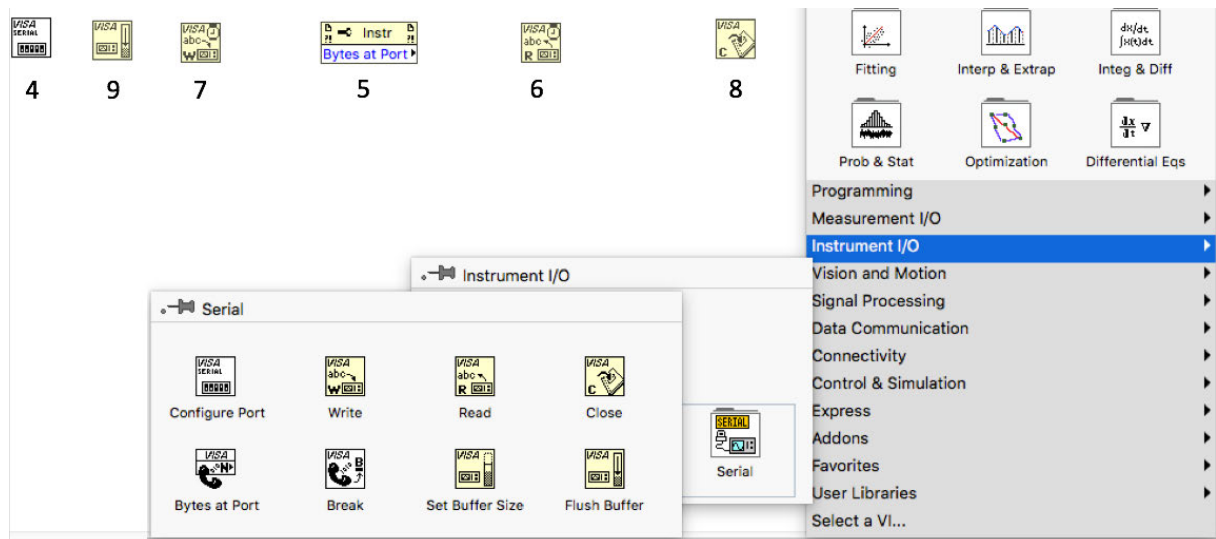 VISA SERIAL
VISA
VISA abc W
Instr
Bytes at Port
VISA abc R
VISA C
4 9 7 5 6 8
dx/dt
∫x(t)dt
Fitting Interp & Extrap Integ & Diff
dx/dt ∇
Prob & Stat Optimization Differential Eqs
Programming
Measurement I/O
Instrument I/O
Vision and Motion
Signal Processing
Data Communication
Connectivity
Control & Simulation
Express
Addons
Favorites
User Libraries
Select a VI...
Instrument I/O
SERIAL
Serial
Serial
VISA SERIAL
VISA abc W
VISA abc R
VISA C
Configure Port Write Read Close
VISA N
VISA B
VISA
VISA
Bytes at Port Break Set Buffer Size Flush Buffer